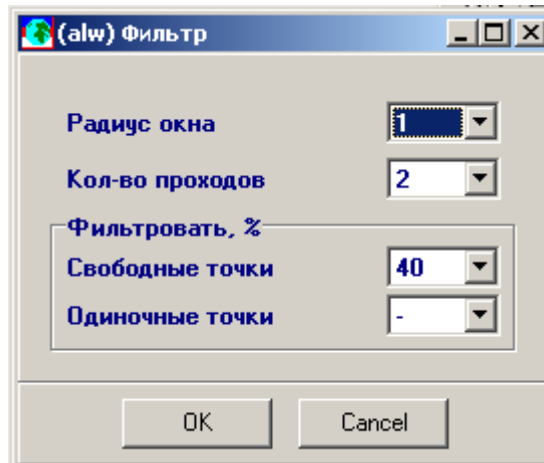 (alw) Фильтр
Радиус окна 1
Кол-во проходов 2
Фильтровать, %
Свободные точки 40
Одиночные точки -
OK Cancel